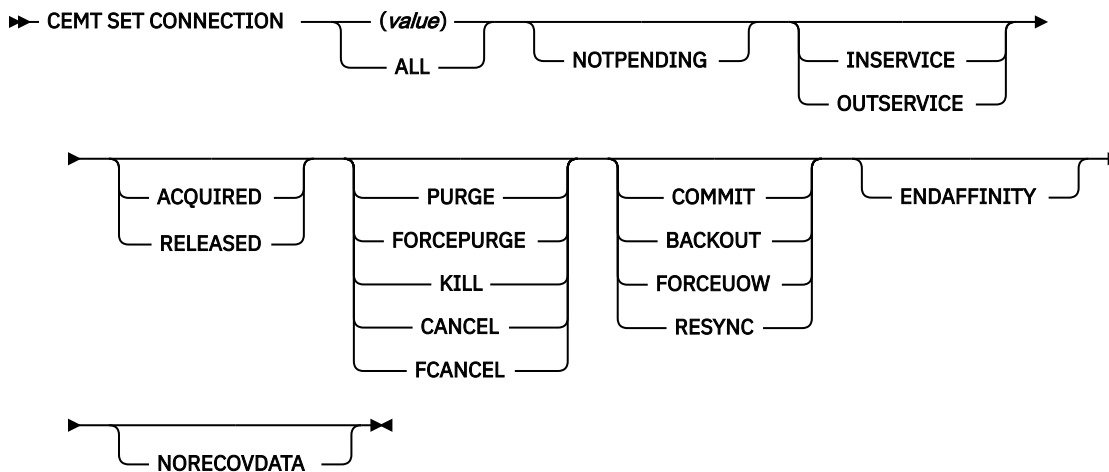 CEMT SET CONNECTION
(value)
ALL
NOTPENDING
INSERVICE
OUTSERVICE
ACQUIRED
RELEASED
PURGE
FORCEPURGE
KILL
CANCEL
FCANCEL
COMMIT
BACKOUT
FORCEUOW
RESYNC
ENDAFFINITY
NORECOVDATA